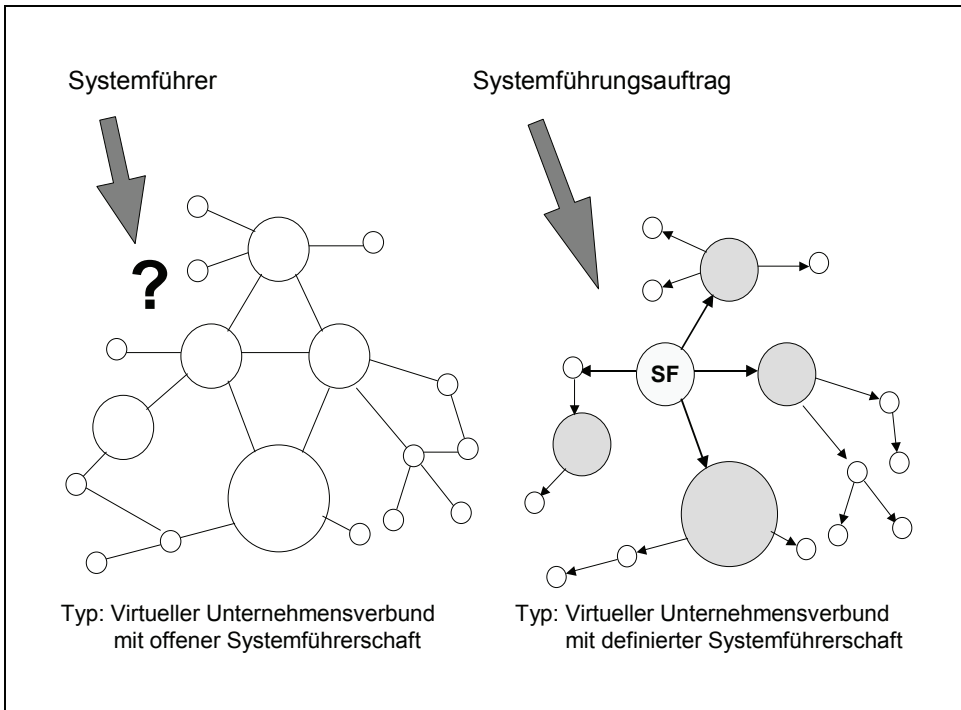 Systemführer
Systemführungsauftrag
?
SF
Typ: Virtueller Unternehmensverbund
mit offener Systemführerschaft
Typ: Virtueller Unternehmensverbund
mit definierter Systemführerschaft